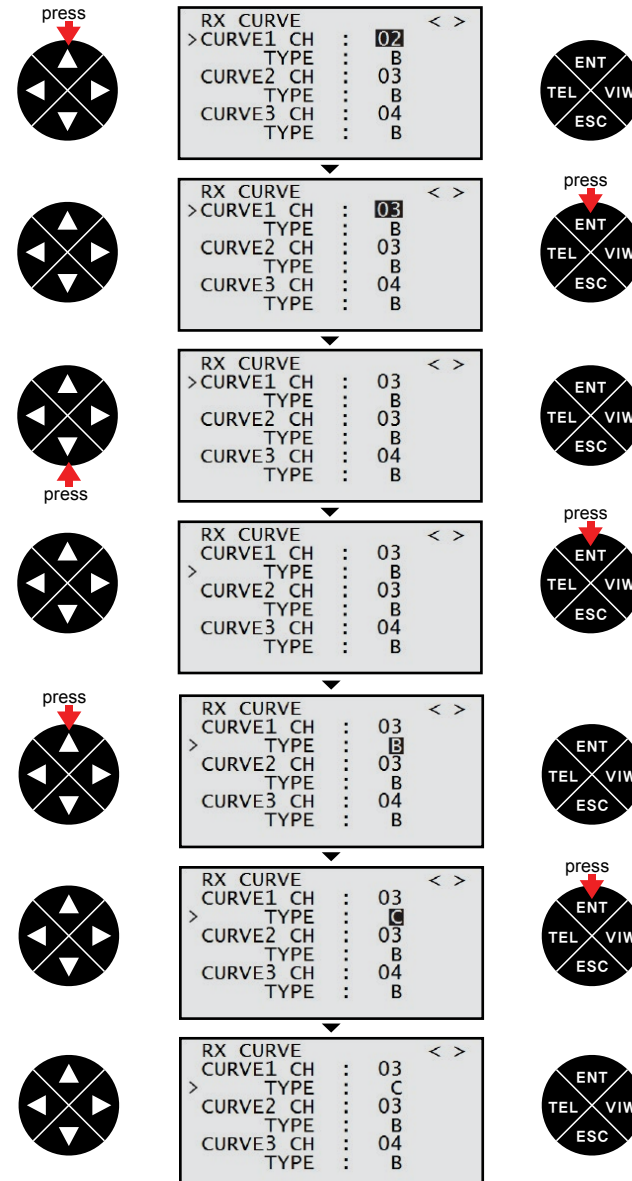 press
RX CURVE < >
>CURVE1 CH : 02
TYPE : B
CURVE2 CH : 03
TYPE : B
CURVE3 CH : 04
TYPE : B
ENT
TEL VIW
ESC
RX CURVE < >
>CURVE1 CH : 03
TYPE : B
CURVE2 CH : 03
TYPE : B
CURVE3 CH : 04
TYPE : B
press
ENT
TEL VIW
ESC
RX CURVE < >
>CURVE1 CH : 03
TYPE : B
CURVE2 CH : 03
TYPE : B
CURVE3 CH : 04
TYPE : B
ENT
TEL VIW
ESC
press
RX CURVE < >
CURVE1 CH : 03
> TYPE : B
CURVE2 CH : 03
TYPE : B
CURVE3 CH : 04
TYPE : B
press
ENT
TEL VIW
ESC
press
RX CURVE < >
CURVE1 CH : 03
> TYPE : B
CURVE2 CH : 03
TYPE : B
CURVE3 CH : 04
TYPE : B
ENT
TEL VIW
ESC
RX CURVE < >
CURVE1 CH : 03
> TYPE : C
CURVE2 CH : 03
TYPE : B
CURVE3 CH : 04
TYPE : B
press
ENT
TEL VIW
ESC
RX CURVE < >
CURVE1 CH : 03
> TYPE : C
CURVE2 CH : 03
TYPE : B
CURVE3 CH : 04
TYPE : B
ENT
TEL VIW
ESC